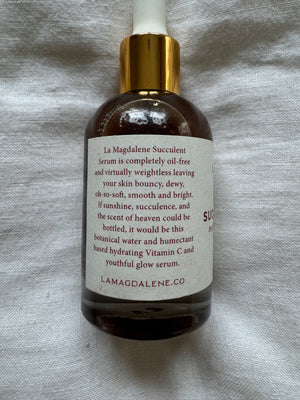 La Magdalene Succulent
Serum is completely oil-free
and virtually weightless leaving
your skin bouncy, dewy,
oh-so-soft, smooth and bright.
If sunshine, succulence, and
the scent of heaven could be
bottled, it would be this
botanical water and humectant
based hydrating Vitamin C and
youthful glow serum.
LAMAGDALENE.CO